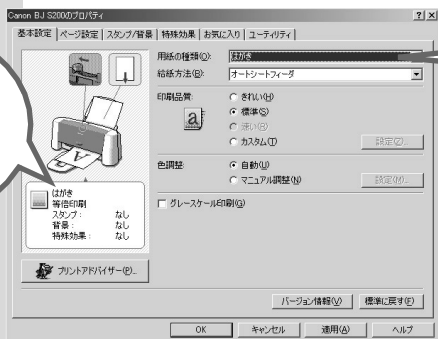 Canon BJ S200のプロパティ
基本設定 ページ設定 スタンプ/背景 特殊効果 お気に入り ユーティリティ
用紙の種類(Q): はがき
給紙方法(B): オートシートフィーダ
印刷品質:
きれい(H)
標準(S)
速い(R)
カスタム(T) 設定(Z)...
色調整:
自動(U)
マニュアル調整(N) 設定(M)...
グレースケール印刷(G)
はがき
等倍印刷
スタンプ: なし
背景: なし
特殊効果: なし
プリントアドバイザー(P)...
バージョン情報(V) 標準に戻す(F)
OK キャンセル 適用(A) ヘルプ